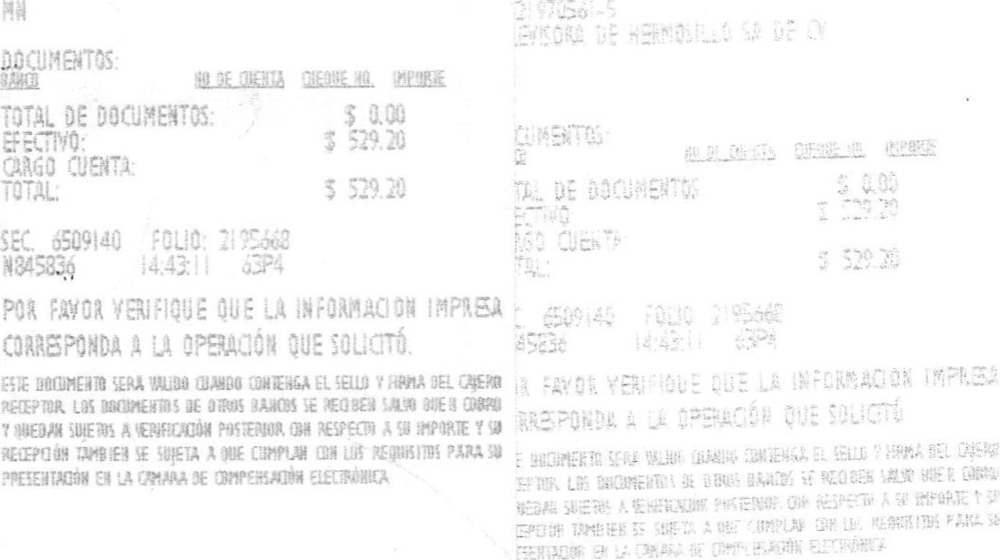 MN
DOCUMENTOS:
BANCO NO DE CUENTA CHEQUE NO. IMPORTE
TOTAL DE DOCUMENTOS: $ 0.00
EFECTIVO: $ 529.20
CARGO CUENTA:
TOTAL: $ 529.20
SEC. 6509140 FOLIO: 2195668
N845836 14:43:11 63P4
POR FAVOR VERIFIQUE QUE LA INFORMACION IMPRESA
CORRESPONDA A LA OPERACIÓN QUE SOLICITÓ.
ESTE DOCUMENTO SERA VALIDO CUANDO CONTENGA EL SELLO Y FIRMA DEL CAJERO
RECEPTOR. LOS DOCUMENTOS DE OTROS BANCOS SE RECIBEN SALVO BUEN COBRO
Y QUEDAN SUJETOS A VERIFICACIÓN POSTERIOR CON RESPECTO A SU IMPORTE Y SU
RECEPCIÓN TAMBIEN SE SUJETA A QUE CUMPLAN CON LOS REQUISITOS PARA SU
PRESENTACIÓN EN LA CAMARA DE COMPENSACIÓN ELECTRÓNICA
21970561-5
LEVISORA DE HERMOSILLO SA DE CV
CUMENTOS:
CO NO DE CUENTA CHEQUE NO. IMPORTE
TAL DE DOCUMENTOS $ 0.00
ECTIVO $ 529.20
RGO CUENTA:
TAL: $ 529.20
C. 6509140 FOLIO 2195668
45836 14:43:11 63P4
R FAVOR VERIFIQUE QUE LA INFORMACION IMPRESA
RRESPONDA A LA OPERACIÓN QUE SOLICITÓ
E DOCUMENTO SERA VALIDO CUANDO CONTENGA EL SELLO Y FIRMA DEL CAJERO
CEPTOR. LOS DOCUMENTOS DE OTROS BANCOS SE RECIBEN SALVO BUEN COBRO
UEDAN SUJETOS A VERIFICACIÓN POSTERIOR CON RESPECTO A SU IMPORTE Y SU
CEPCIÓN TAMBIEN SE SUJETA A QUE CUMPLAN CON LOS REQUISITOS PARA SU
ESENTACIÓN EN LA CAMARA DE COMPENSACIÓN ELECTRÓNICA